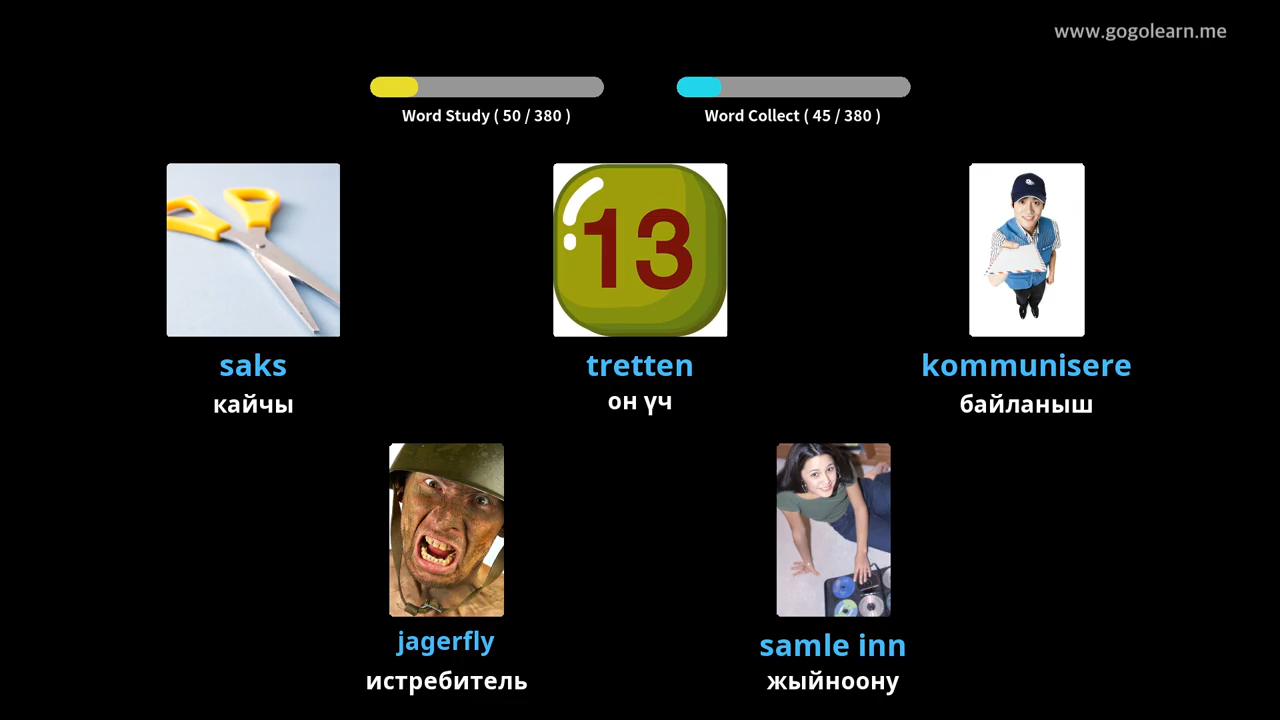 www.gogolearn.me
Word Study ( 50 / 380 )
Word Collect ( 45 / 380 )
13
saks
tretten
kommunisere
кайчы
он үч
байланыш
jagerfly
samle inn
истребитель
жыйноону